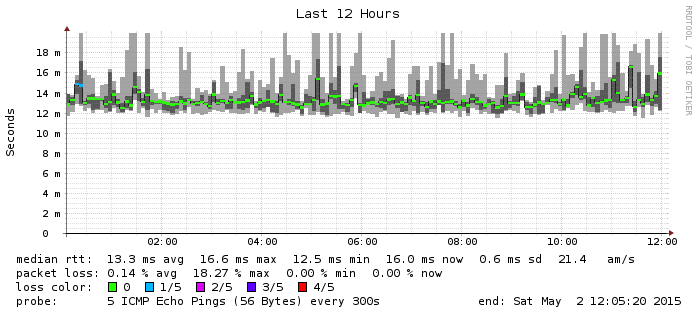 Last 12 Hours
RRDTOOL / TOBI OETIKER
Seconds
18 m
16 m
14 m
12 m
10 m
8 m
6 m
4 m
2 m
0
02:00 04:00 06:00 08:00 10:00 12:00
median rtt: 13.3 ms avg 16.6 ms max 12.5 ms min 16.0 ms now 0.6 ms sd 21.4 am/s
packet loss: 0.14 % avg 18.27 % max 0.00 % min 0.00 % now
loss color: 0 1/5 2/5 3/5 4/5
probe: 5 ICMP Echo Pings (56 Bytes) every 300s end: Sat May 2 12:05:20 2015